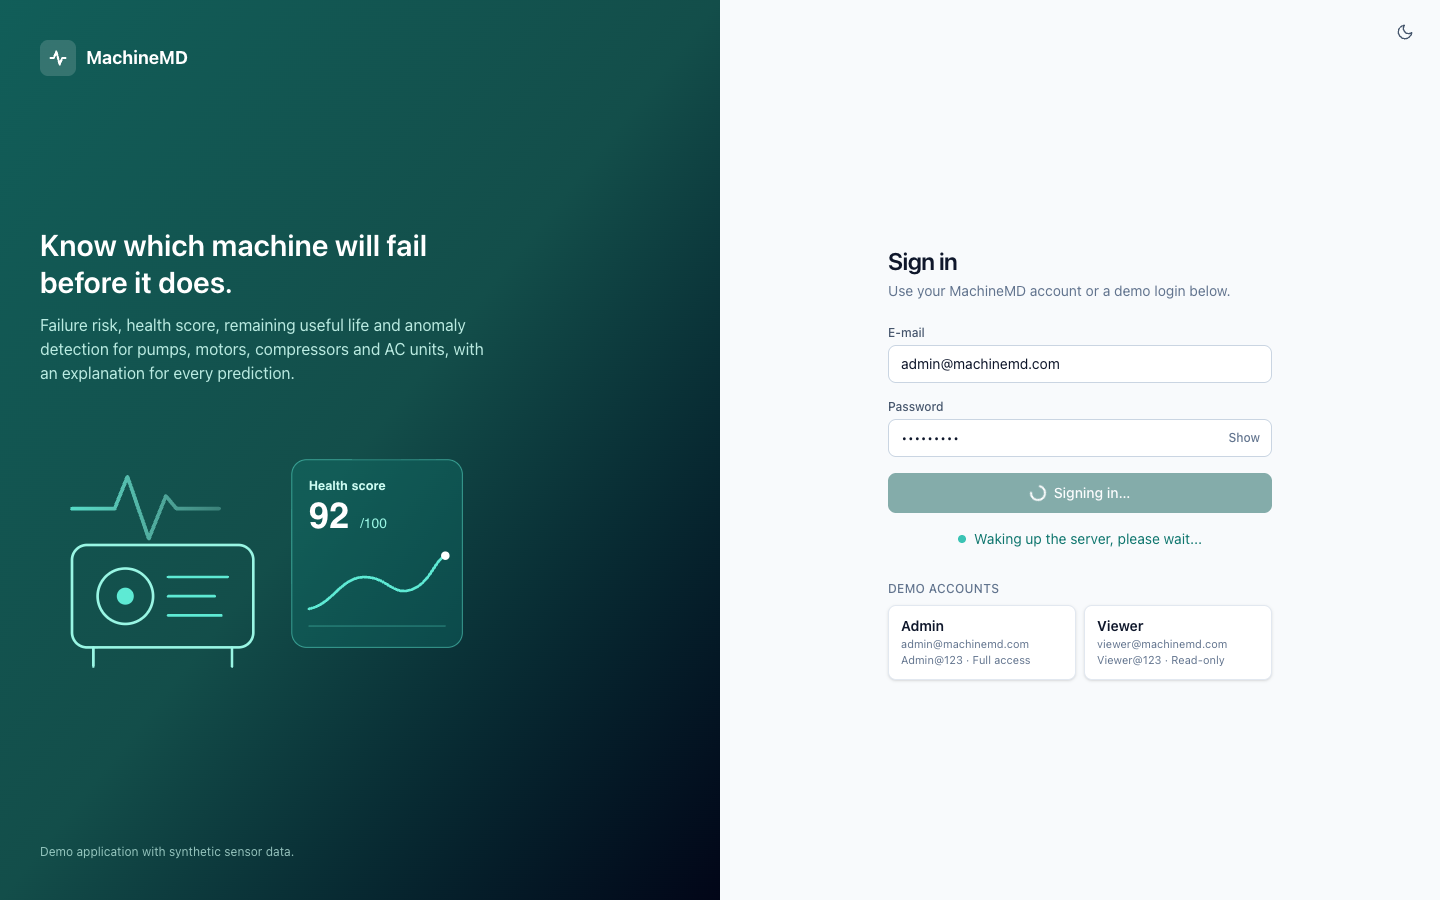 MachineMD
Know which machine will fail
before it does.
Failure risk, health score, remaining useful life and anomaly
detection for pumps, motors, compressors and AC units, with
an explanation for every prediction.
Health score
92 /100
Demo application with synthetic sensor data.
Sign in
Use your MachineMD account or a demo login below.
E-mail
admin@machinemd.com
Password
•••••••••
Show
Signing in...
Waking up the server, please wait...
DEMO ACCOUNTS
Admin
admin@machinemd.com
Admin@123 · Full access
Viewer
viewer@machinemd.com
Viewer@123 · Read-only